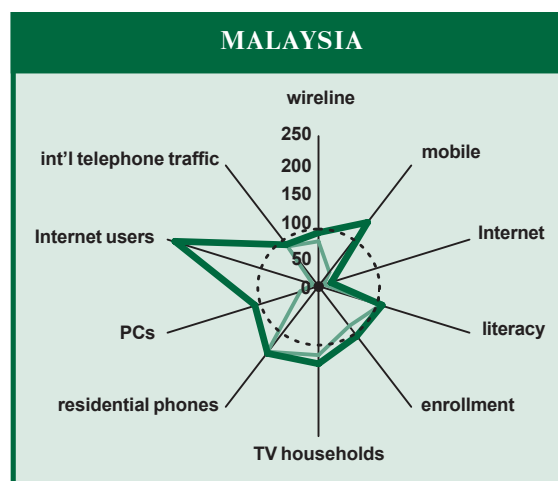 MALAYSIA
wireline
250
200
150
100
50
0
mobile
Internet
literacy
enrollment
TV households
residential phones
PCs
Internet users
int'l telephone traffic